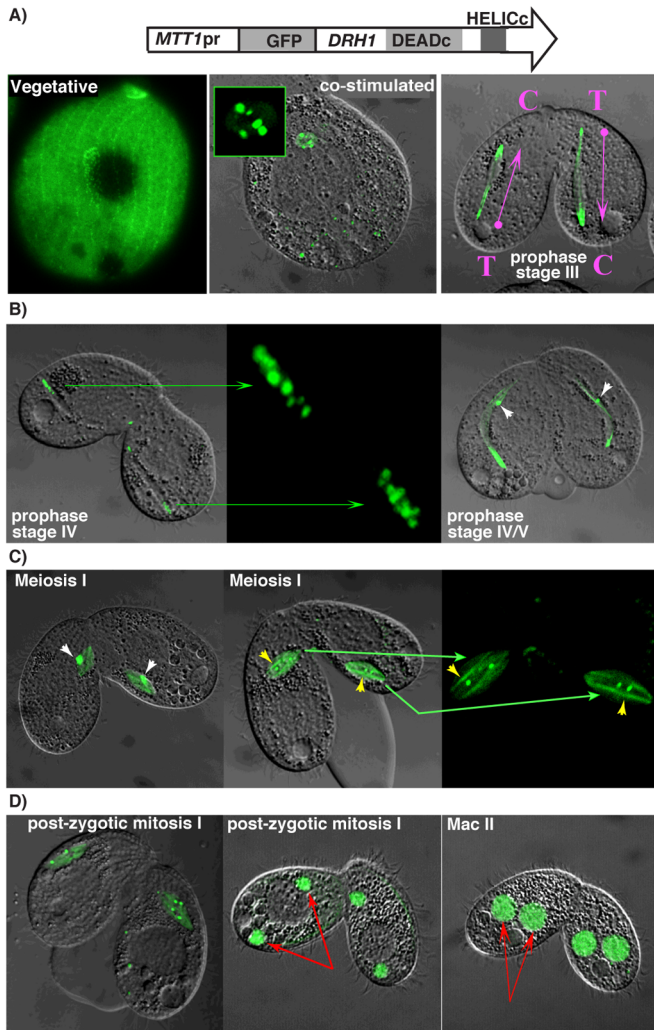 A)
HELICc
MTT1pr GFP DRH1 DEADc
Vegetative
co-stimulated
C T
T C
prophase
stage III
B)
prophase
stage IV
prophase
stage IV/V
C)
Meiosis I
Meiosis I
D)
post-zygotic mitosis I
post-zygotic mitosis I
Mac II